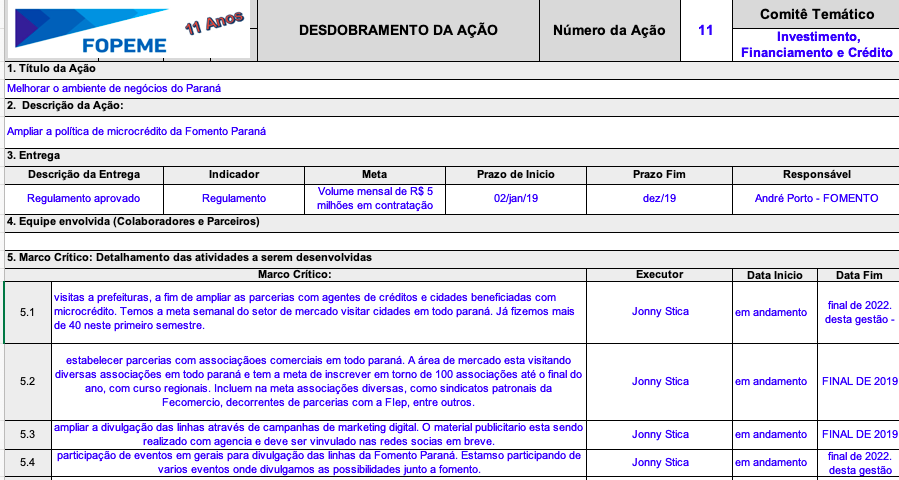 11 Anos
FOPEME
DESDOBRAMENTO DA AÇÃO
Número da Ação
11
Comitê Temático
Investimento,
Financiamento e Crédito
1. Título da Ação
Melhorar o ambiente de negócios do Paraná
2. Descrição da Ação:
Ampliar a política de microcrédito da Fomento Paraná
3. Entrega
Descrição da Entrega
Indicador
Meta
Prazo de Inicio
Prazo Fim
Responsável
Regulamento aprovado
Regulamento
Volume mensal de R$ 5
milhões em contratação
02/jan/19
dez/19
André Porto - FOMENTO
4. Equipe envolvida (Colaboradores e Parceiros)
5. Marco Crítico: Detalhamento das atividades a serem desenvolvidas
Marco Crítico:
Executor
Data Inicio
Data Fim
5.1
visitas a prefeituras, a fim de ampliar as parcerias com agentes de créditos e cidades beneficiadas com
microcrédito. Temos a meta semanal do setor de mercado visitar cidades em todo paraná. Já fizemos mais
de 40 neste primeiro semestre.
Jonny Stica
em andamento
final de 2022.
desta gestão -
5.2
estabelecer parcerias com associaçãoes comerciais em todo paraná. A área de mercado esta visitando
diversas associações em todo paraná e tem a meta de inscrever em torno de 100 associações até o final do
ano, com curso regionais. Incluem na meta associações diversas, como sindicatos patronais da
Fecomercio, decorrentes de parcerias com a FIep, entre outros.
Jonny Stica
em andamento
FINAL DE 2019
5.3
ampliar a divulgação das linhas através de campanhas de marketing digital. O material publicitario esta sendo
realizado com agencia e deve ser vinvulado nas redes socias em breve.
Jonny Stica
em andamento
FINAL DE 2019
5.4
participação de eventos em gerais para divulgação das linhas da Fomento Paraná. Estamso participando de
varios eventos onde divulgamos as possibilidades junto a fomento.
Jonny Stica
em andamento
final de 2022.
desta gestão